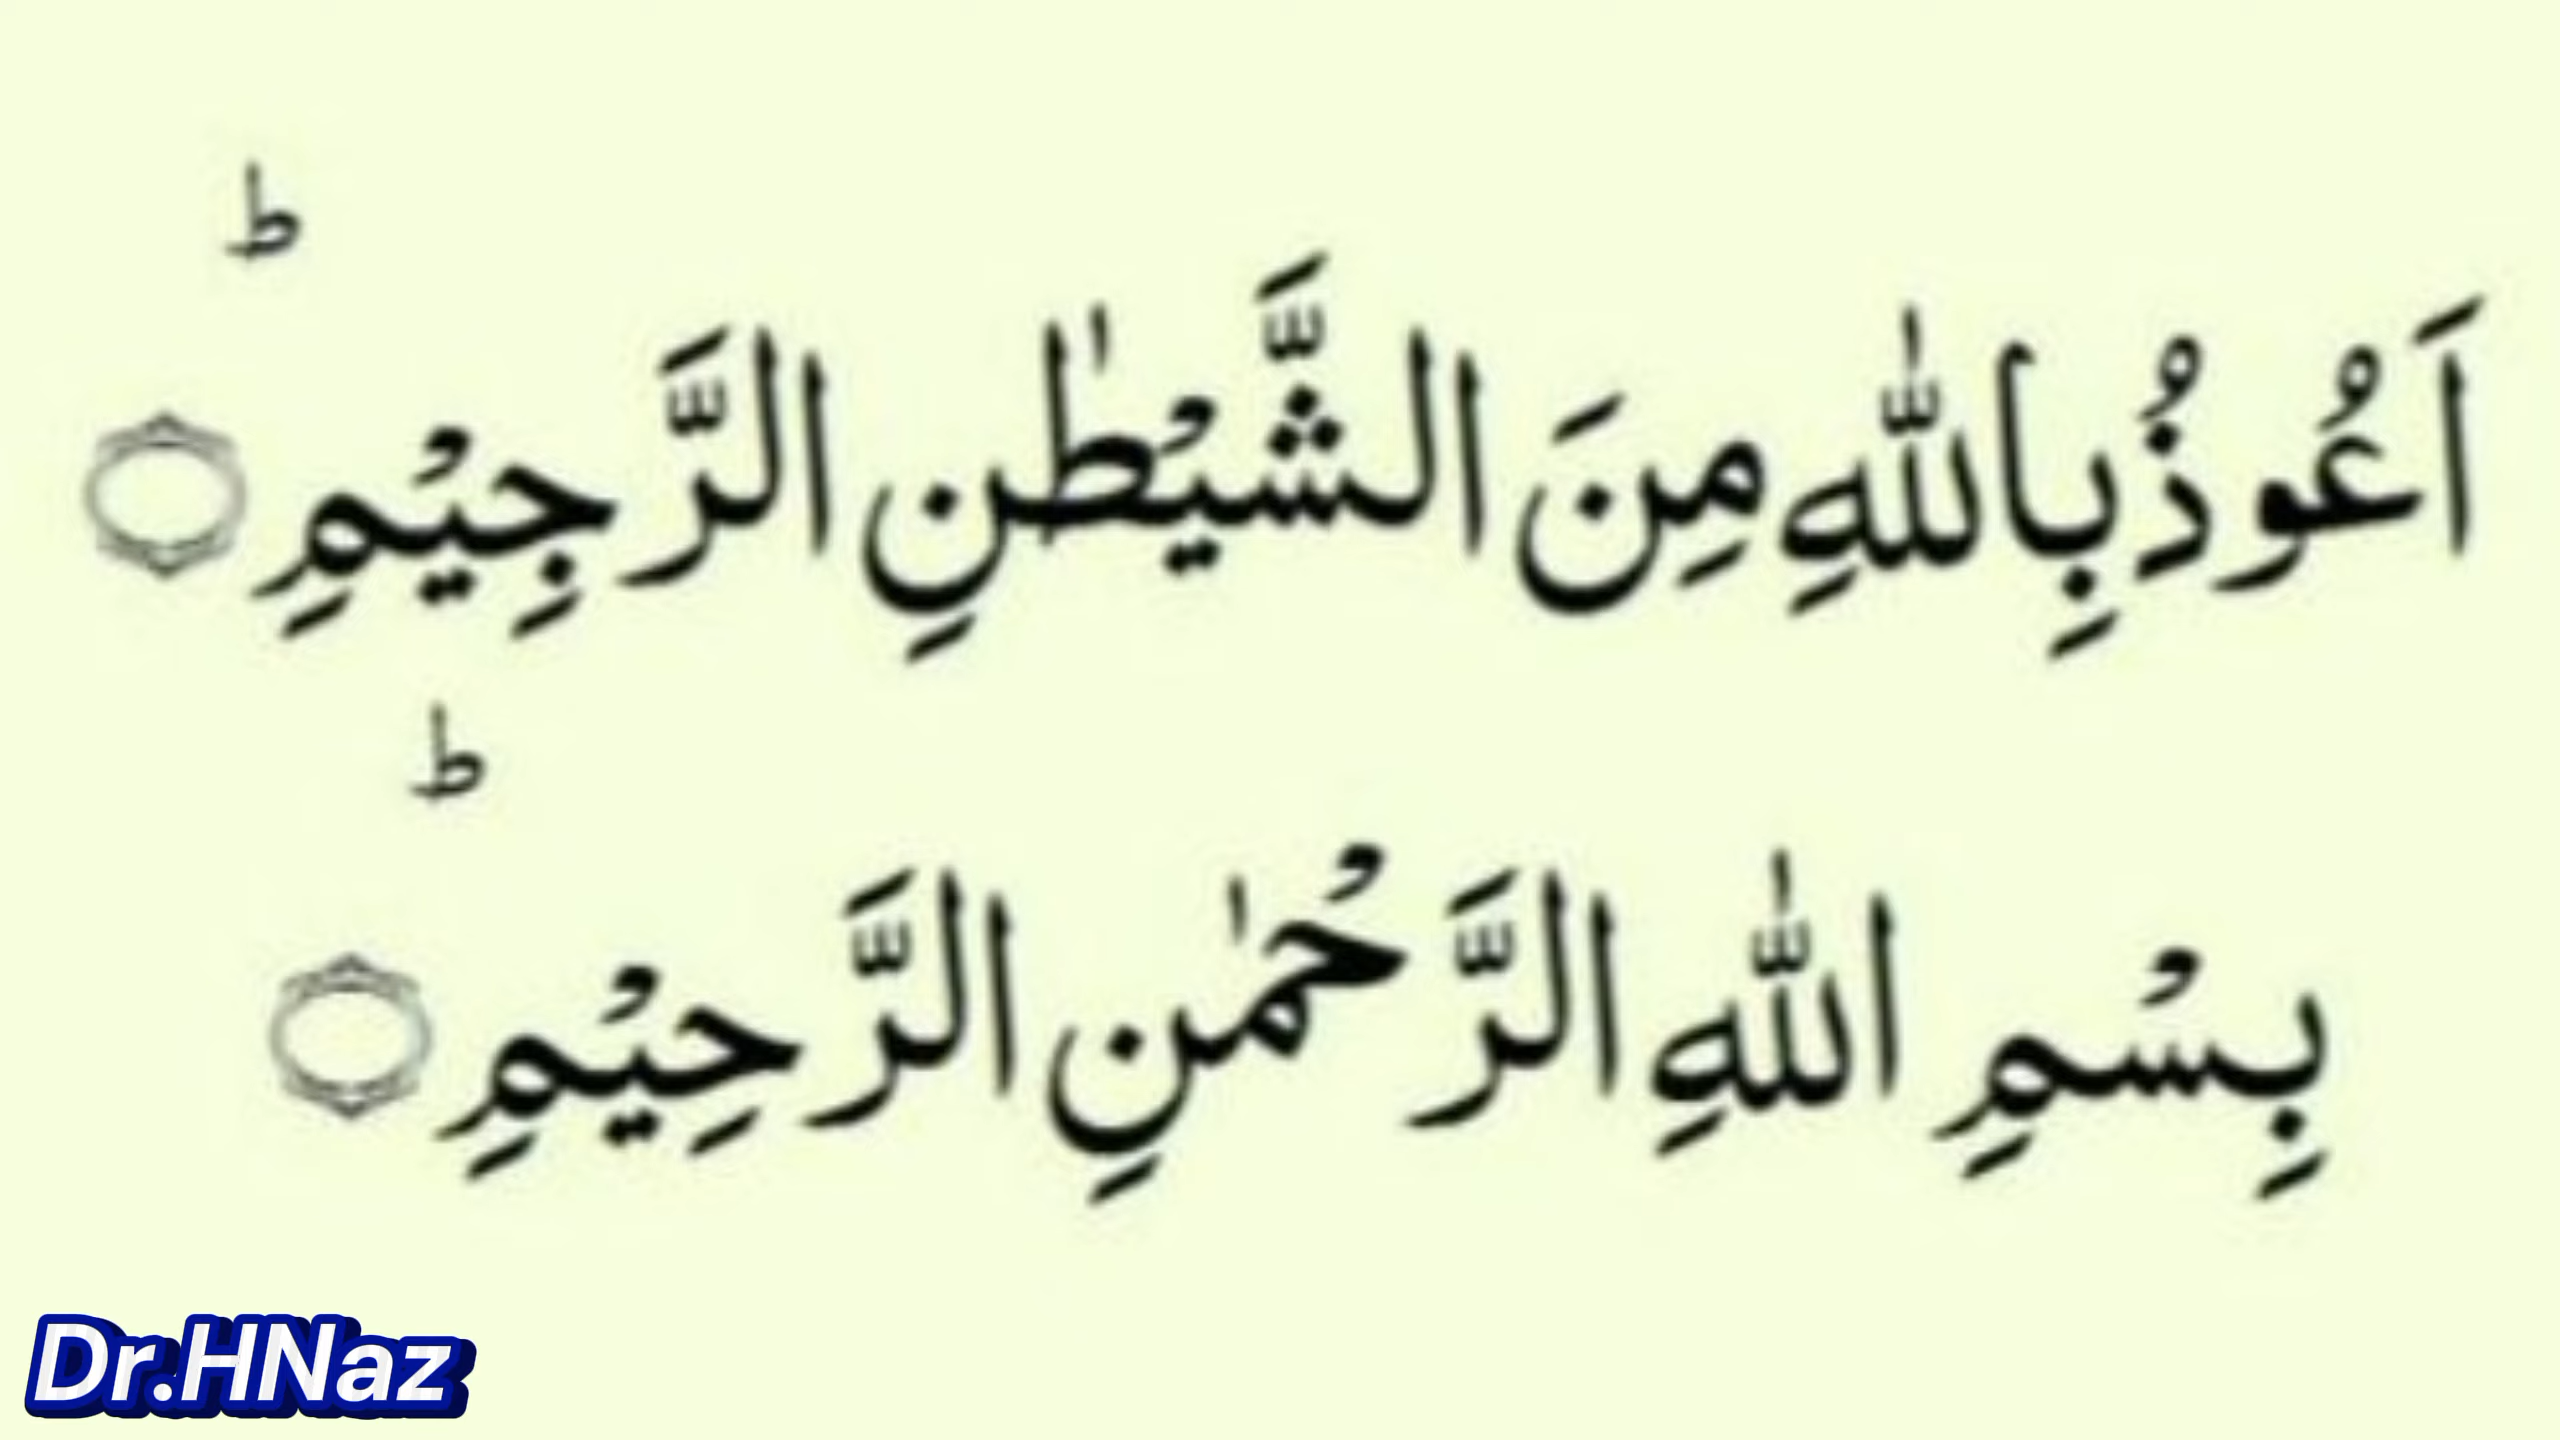 اَعُوذُبِاللّٰهِ مِنَ الشَّيْطٰنِ الرَّجِيْمِ ؕ ۝
بِسْمِ اللّٰهِ الرَّحْمٰنِ الرَّحِيْمِ ؕ ۝
Dr.HNaz